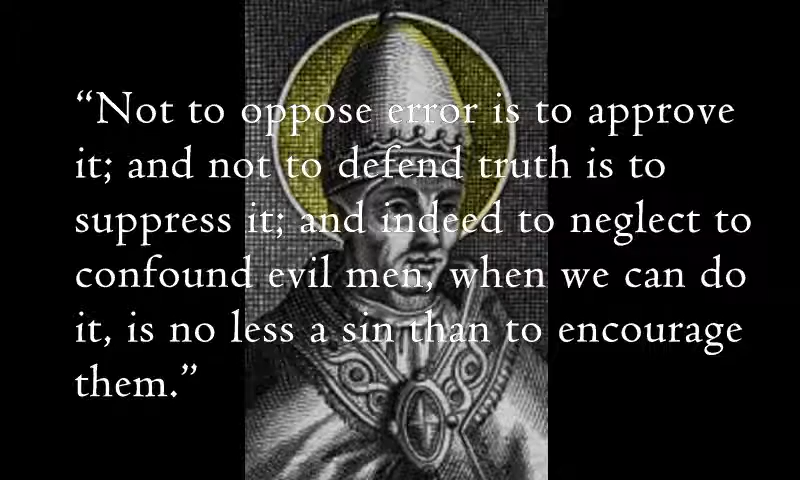 “Not to oppose error is to approve
it; and not to defend truth is to
suppress it; and indeed to neglect to
confound evil men, when we can do
it, is no less a sin than to encourage
them.”